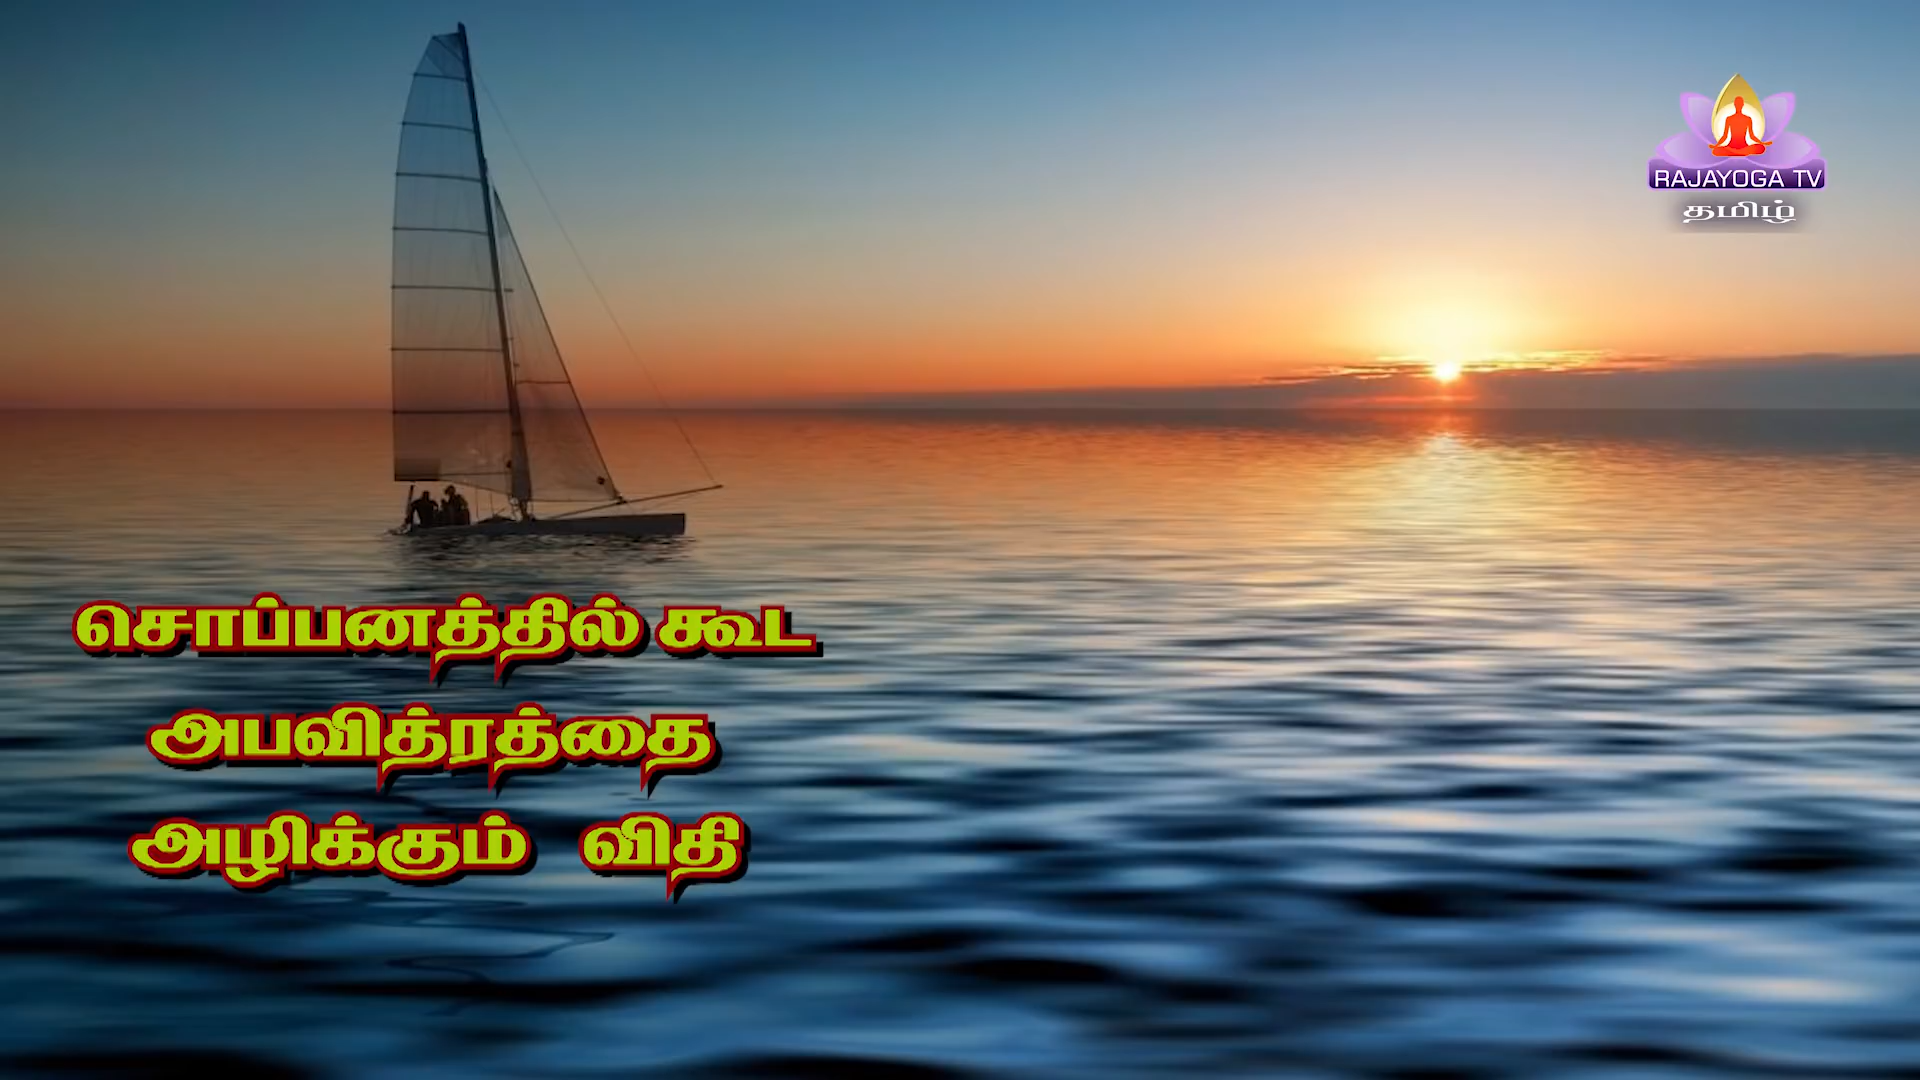 RAJAYOGA TV
தமிழ்
சொப்பனத்தில் கூட
அபவித்ரத்தை
அழிக்கும் விதி